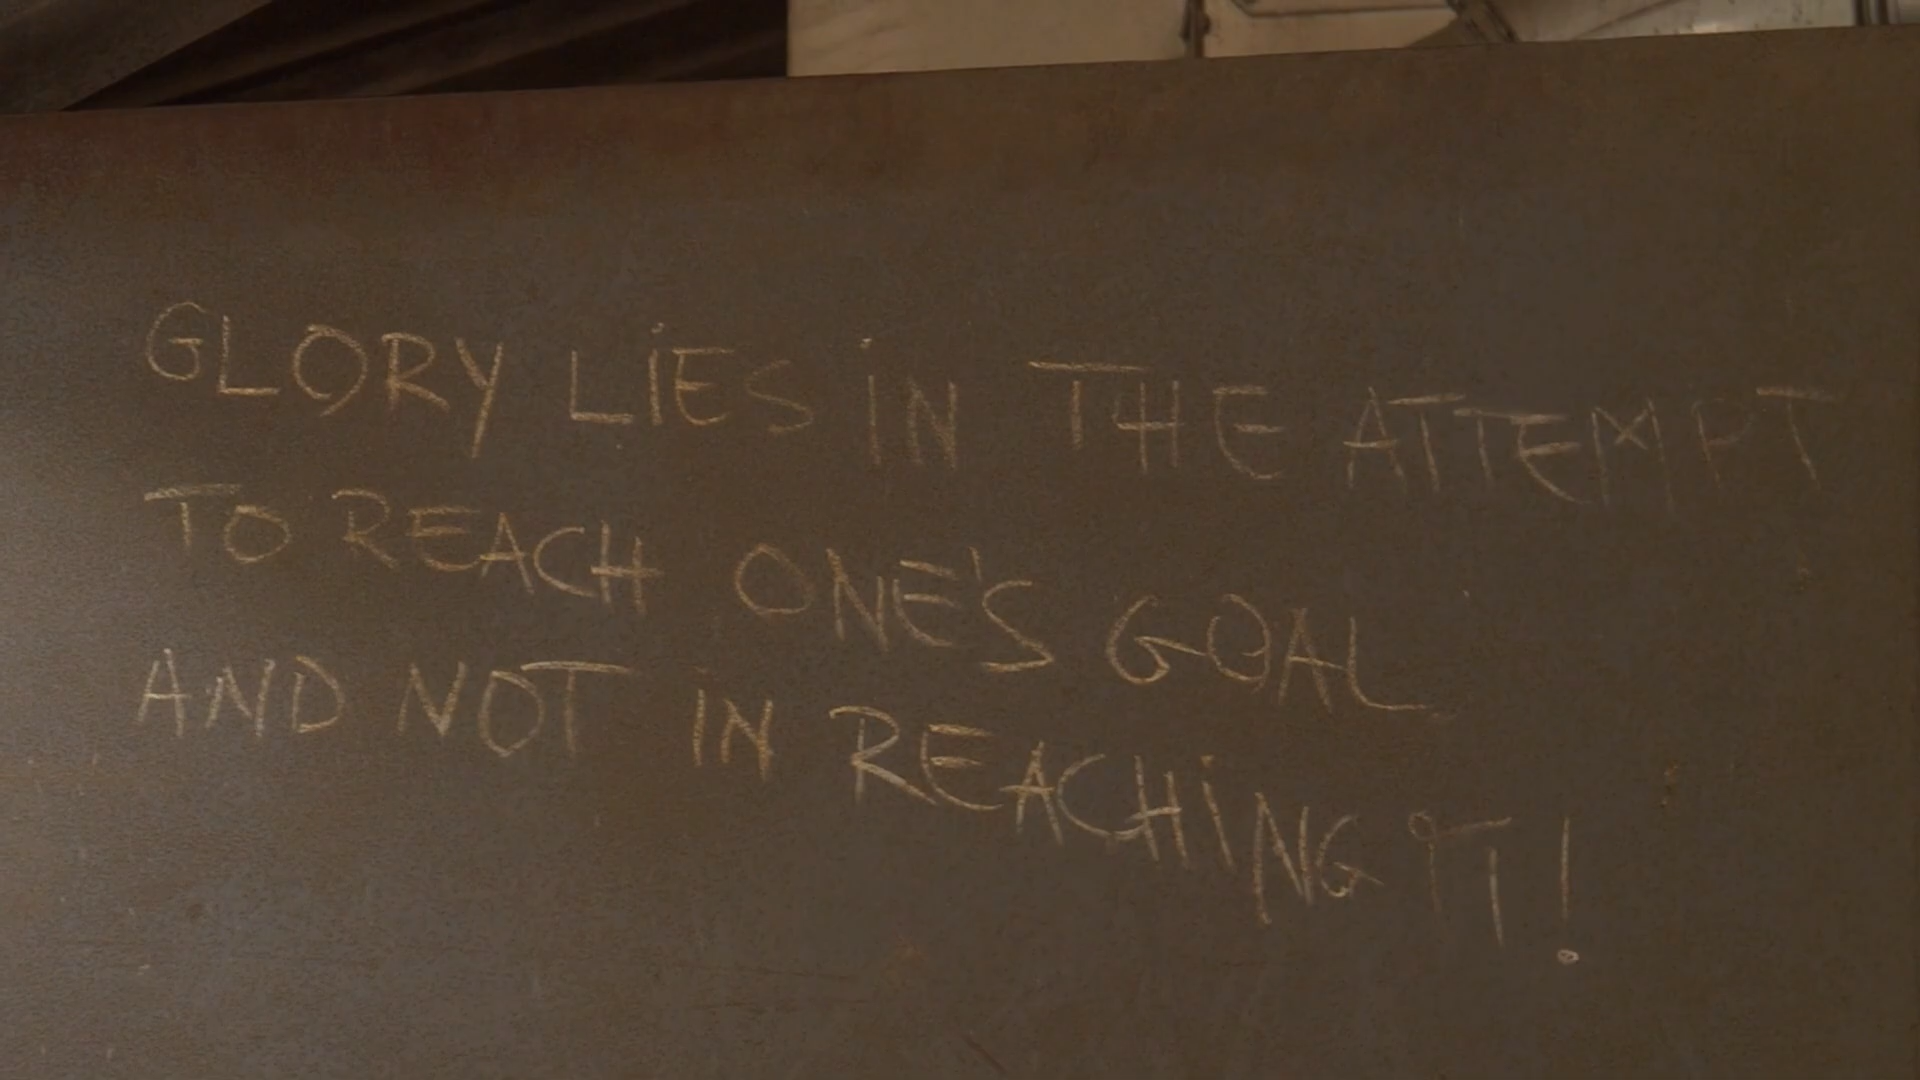 GLORY LIES IN THE ATTEMPT
TO REACH ONE'S GOAL
AND NOT IN REACHING IT!